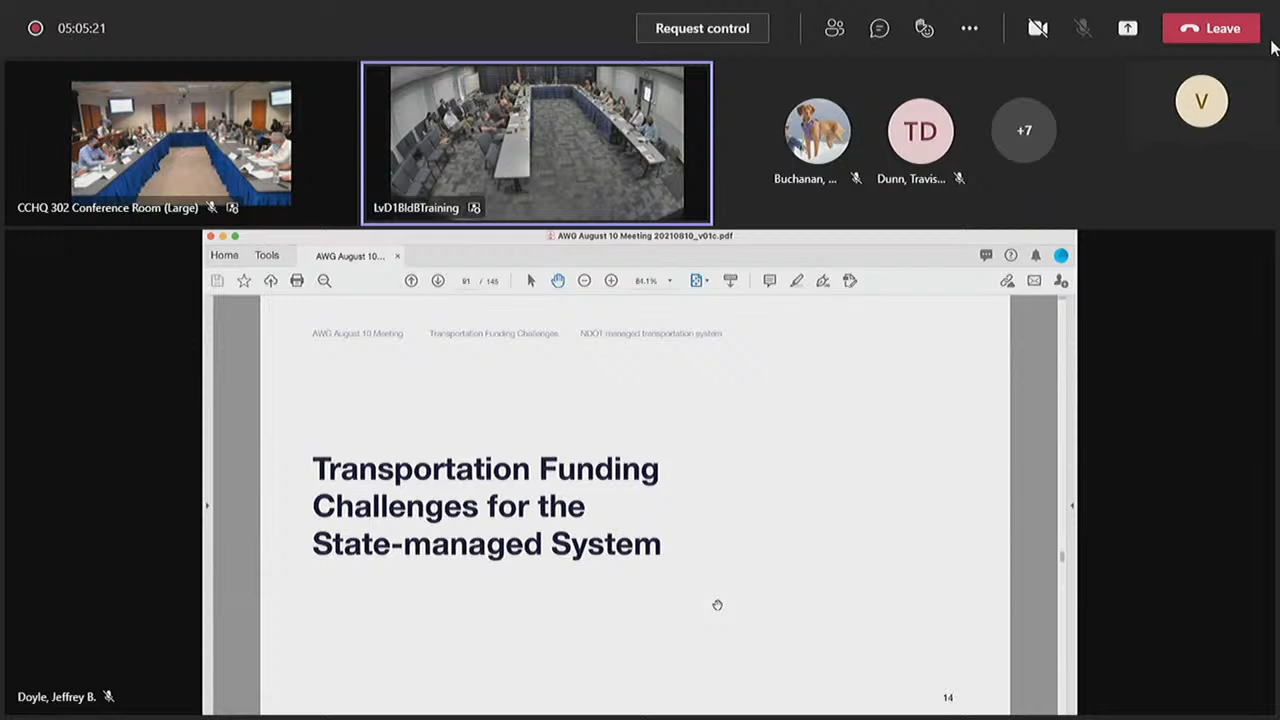 05:05:21
Request control
Leave
CCHQ 302 Conference Room (Large)
LvD1BldBTraining
Buchanan, ...
TD
Dunn, Travis...
+7
V
AWG August 10 Meeting 20210810_v01c.pdf
Home
Tools
AWG August 10...
91 / 145
84.1%
AWG August 10 Meeting
Transportation Funding Challenges
NDOT managed transportation system
Transportation Funding
Challenges for the
State-managed System
14
Doyle, Jeffrey B.